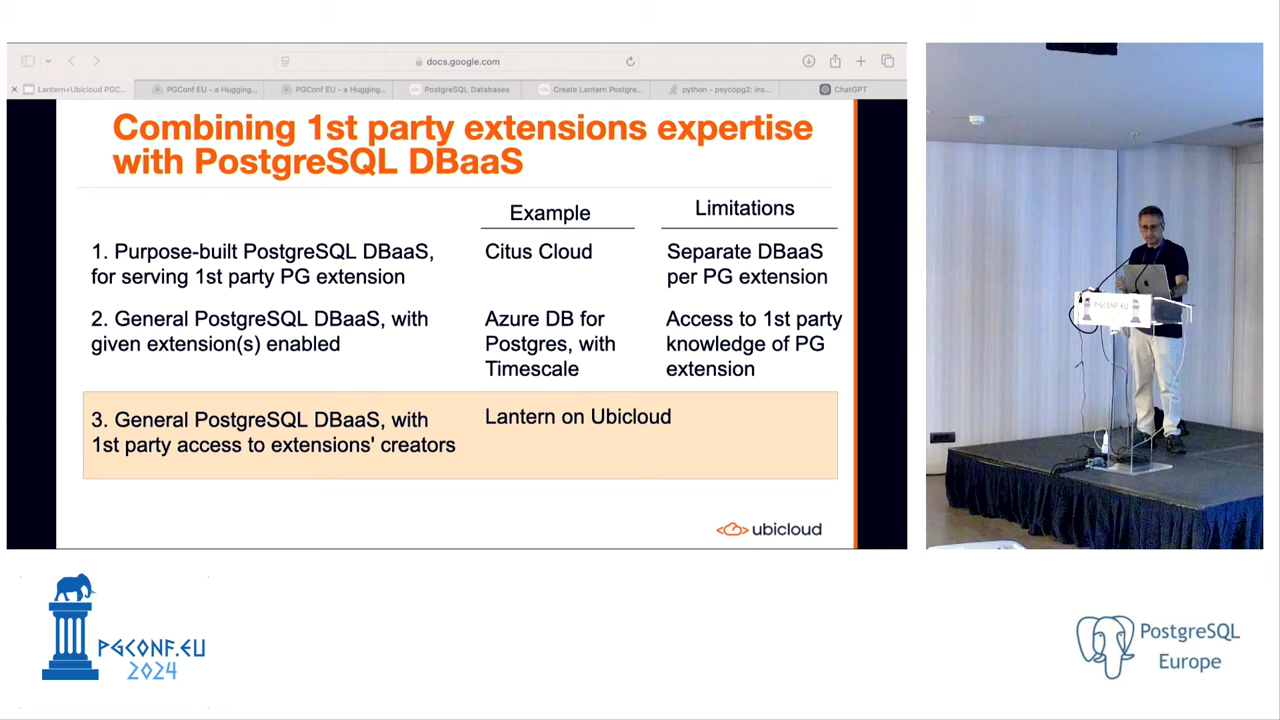 docs.google.com
Lantern+Ubicloud PGC...
PGConf EU - a Hugging...
PGConf EU - a Hugging...
PostgreSQL Databases
Create Lantern Postgre...
python - psycopg2: ins...
ChatGPT
Combining 1st party extensions expertise
with PostgreSQL DBaaS
Example
Limitations
1. Purpose-built PostgreSQL DBaaS,
for serving 1st party PG extension
Citus Cloud
Separate DBaaS
per PG extension
2. General PostgreSQL DBaaS, with
given extension(s) enabled
Azure DB for
Postgres, with
Timescale
Access to 1st party
knowledge of PG
extension
3. General PostgreSQL DBaaS, with
1st party access to extensions' creators
Lantern on Ubicloud
ubicloud
PGCONF.EU
PGCONF.EU
2024
PostgreSQL
Europe